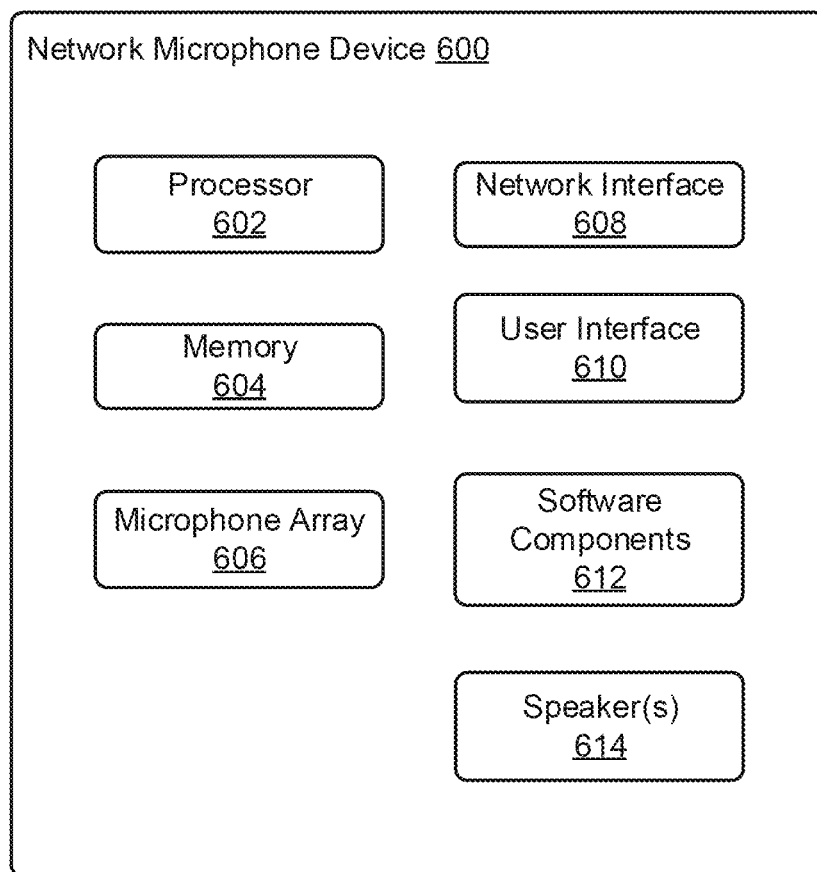 Network Microphone Device 600
Processor
602
Network Interface
608
Memory
604
User Interface
610
Microphone Array
606
Software
Components
612
Speaker(s)
614